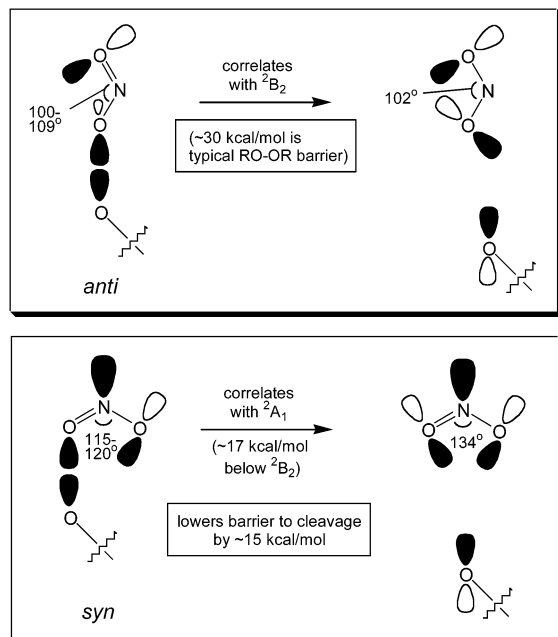 O
N
100-
109°
O
O
anti
correlates
with ²B₂
(~30 kcal/mol is
typical RO-OR barrier)
O
N
102°
O
O
N
O
O
115-
120°
O
syn
correlates
with ²A₁
(~17 kcal/mol
below ²B₂)
lowers barrier to cleavage
by ~15 kcal/mol
N
O
O
134°
O